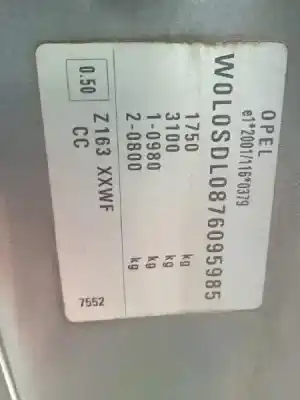 OPEL
e1*2001/116*0379
W0L0SDL0876095985
1750 kg
3100 kg
1-0980 kg
2-0800 kg
0.50
Z163 XXWF
CC
7552